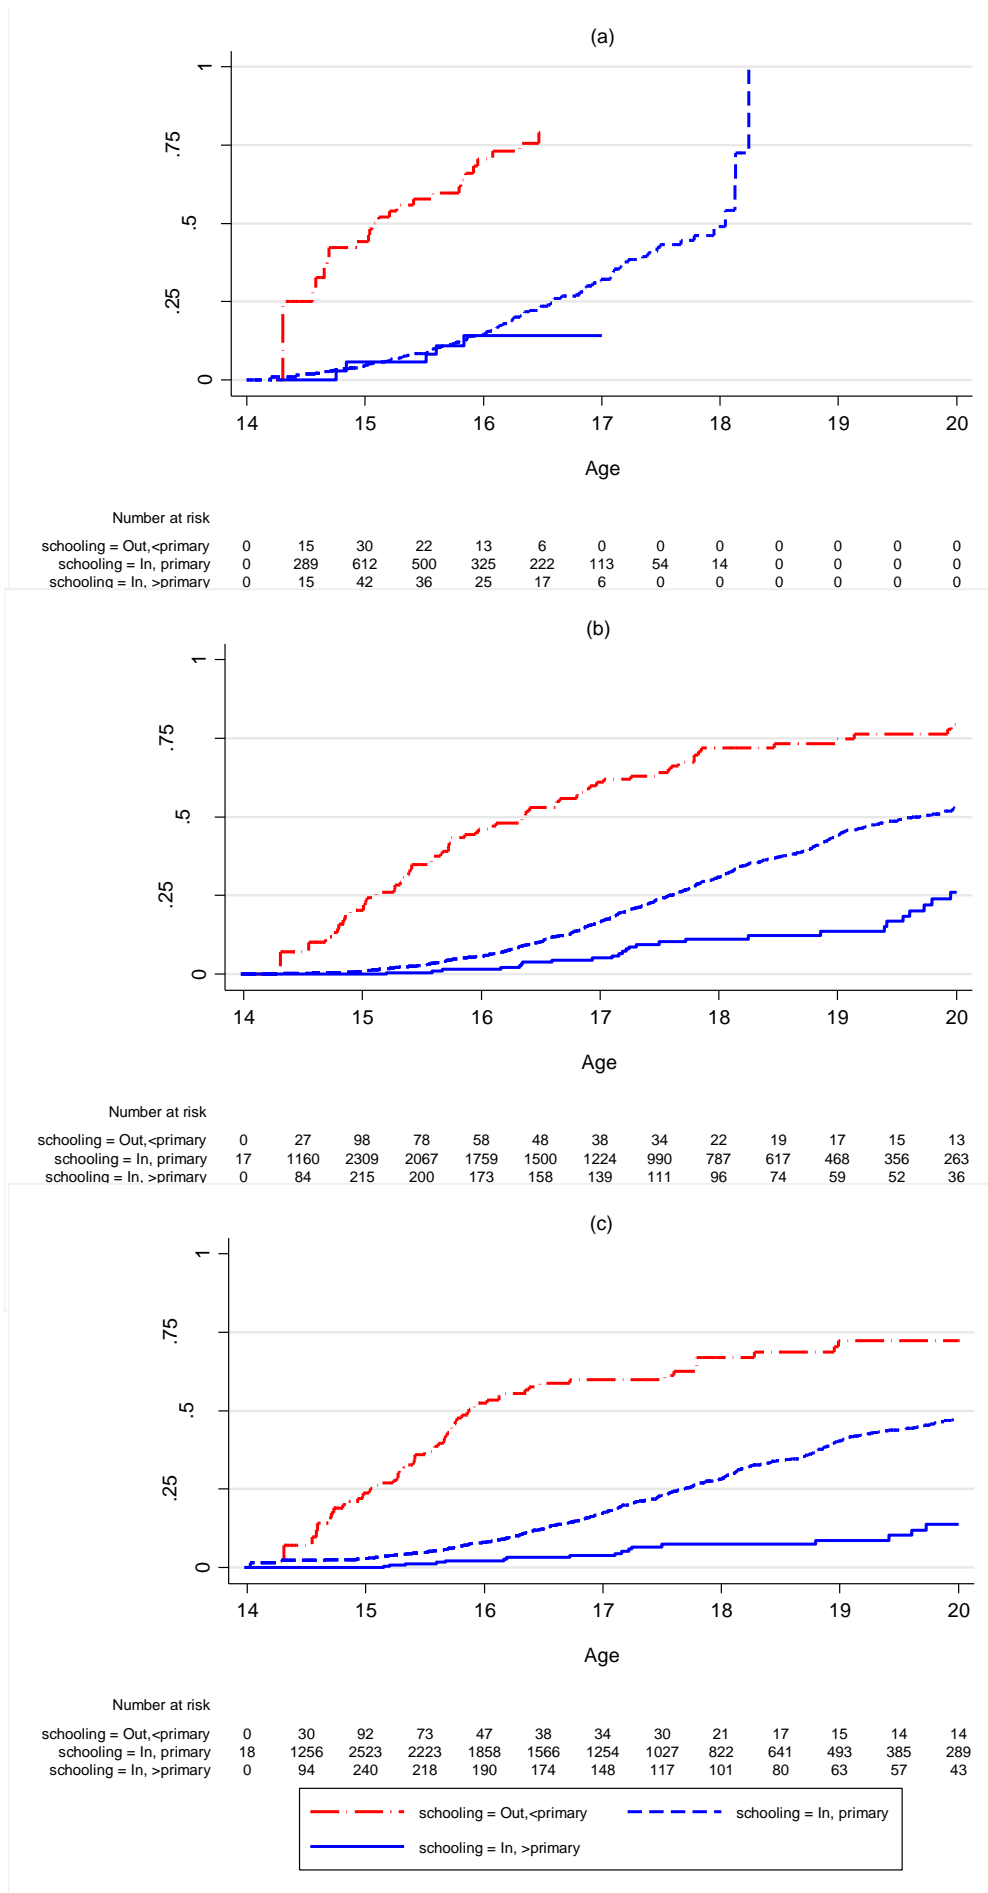 (a)
1
.75
.5
.25
0
14 15 16 17 18 19 20
Age
Number at risk
schooling = Out,<primary 0 15 30 22 13 6 0 0 0 0 0 0 0
schooling = In, primary 0 289 612 500 325 222 113 54 14 0 0 0 0
schooling = In, >primary 0 15 42 36 25 17 6 0 0 0 0 0 0
(b)
1
.75
.5
.25
0
14 15 16 17 18 19 20
Age
Number at risk
schooling = Out,<primary 0 27 98 78 58 48 38 34 22 19 17 15 13
schooling = In, primary 17 1160 2309 2067 1759 1500 1224 990 787 617 468 356 263
schooling = In, >primary 0 84 215 200 173 158 139 111 96 74 59 52 36
(c)
1
.75
.5
.25
0
14 15 16 17 18 19 20
Age
Number at risk
schooling = Out,<primary 0 30 92 73 47 38 34 30 21 17 15 14 14
schooling = In, primary 18 1256 2523 2223 1858 1566 1254 1027 822 641 493 385 289
schooling = In, >primary 0 94 240 218 190 174 148 117 101 80 63 57 43
schooling = Out,<primary schooling = In, primary
schooling = In, >primary